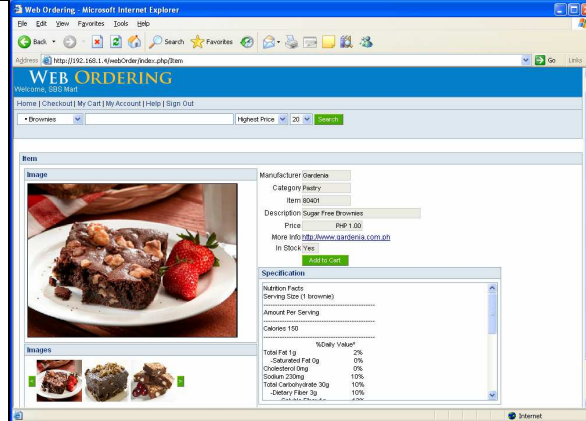 Web Ordering - Microsoft Internet Explorer
File Edit View Favorites Tools Help
Back Search Favorites
Address http://192.168.1.4/webOrder/index.php/Item Go Links
WEB ORDERING
Welcome, SBS Mart
Home | Checkout | My Cart | My Account | Help | Sign Out
• Brownies Highest Price 20 Search
Item
Image
Manufacturer Gardenia
Category Pastry
Item 80401
Description Sugar Free Brownies
Price PHP 1.00
More Info http://www.gardenia.com.ph
In Stock Yes
Add to Cart
Specification
Nutrition Facts
Serving Size (1 brownie)
Amount Per Serving
Calories 150
%Daily Value*
Total Fat 1g 2%
-Saturated Fat 0g 0%
Cholesterol 0mg 0%
Sodium 230mg 10%
Total Carbohydrate 30g 10%
-Dietary Fiber 3g 10%
Images
Internet